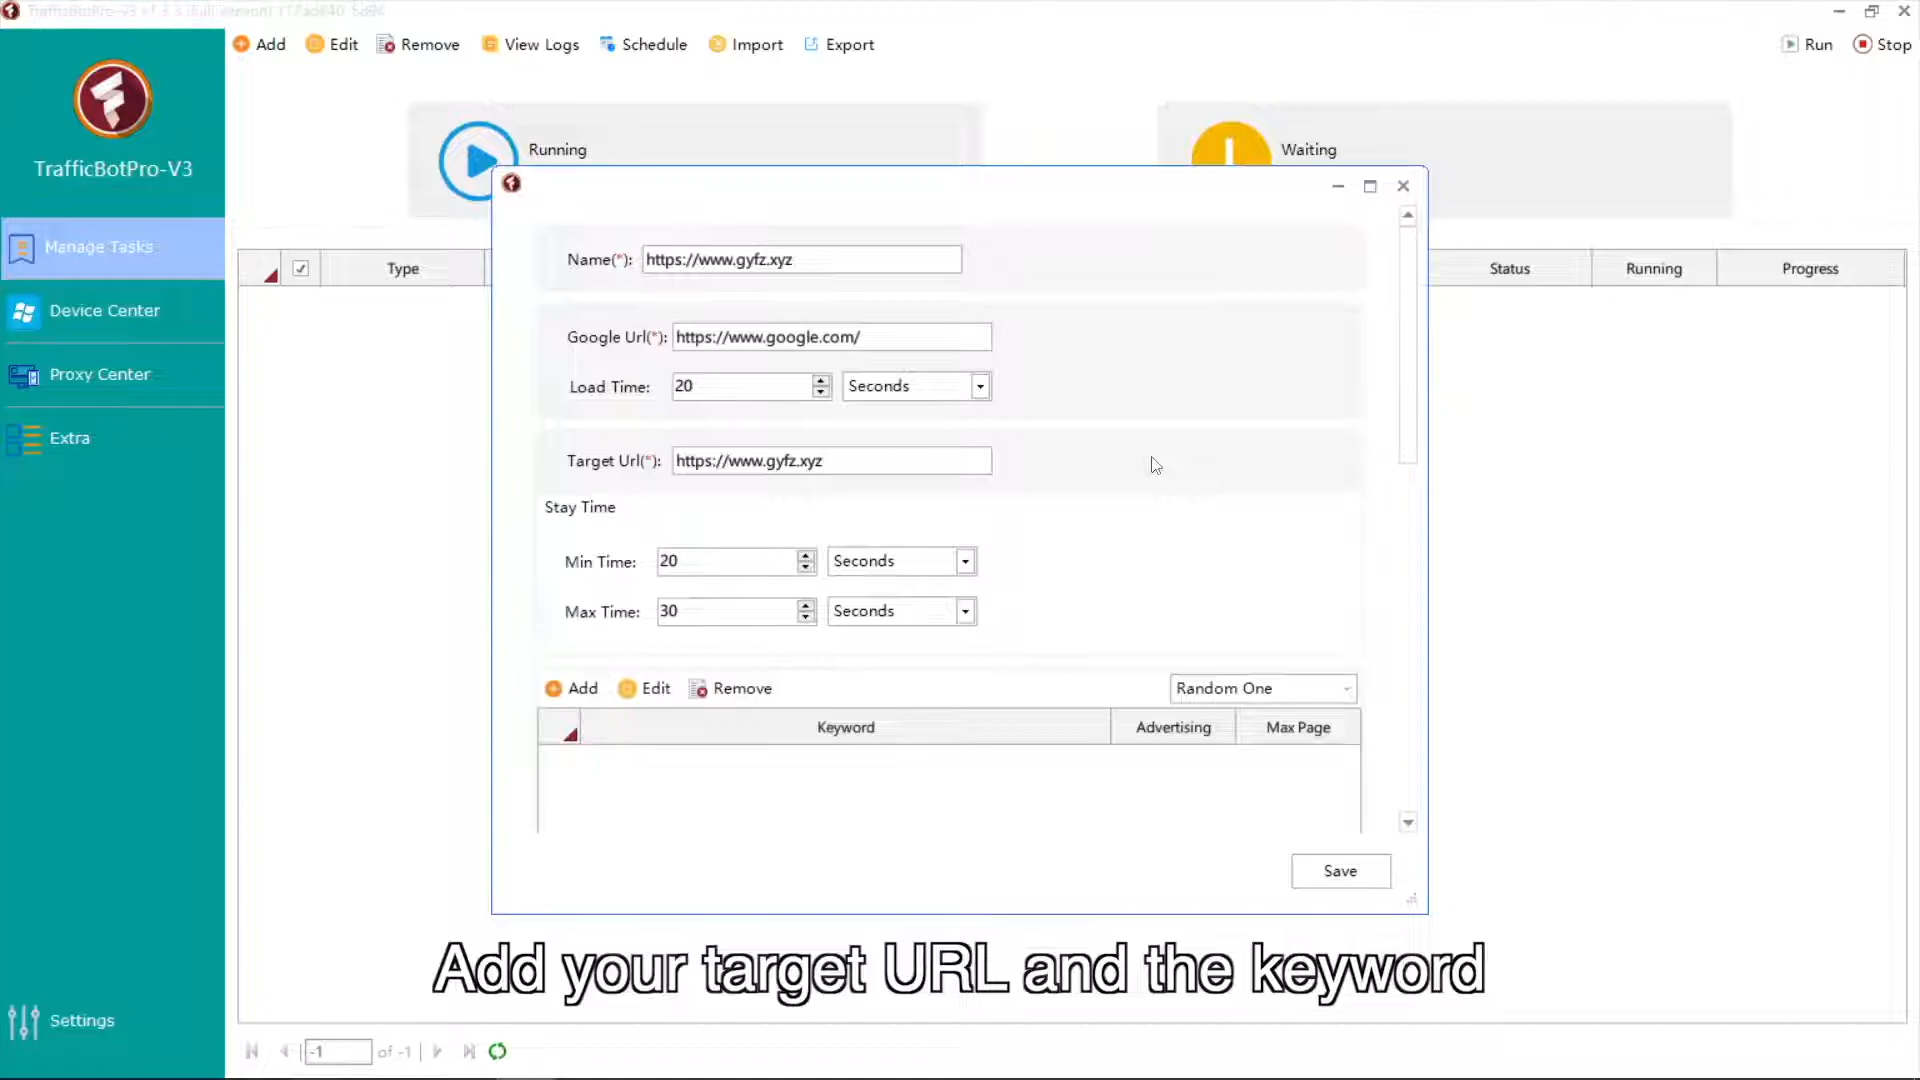 Add
Edit
Remove
View Logs
Schedule
Import
Export
Run
Stop
TrafficBotPro-V3
Running
Waiting
Manage Tasks
Device Center
Proxy Center
Extra
Settings
Type
Status
Running
Progress
Name(*): https://www.gyfz.xyz
Google Url(*): https://www.google.com/
Load Time: 20 Seconds
Target Url(*): https://www.gyfz.xyz
Stay Time
Min Time: 20 Seconds
Max Time: 30 Seconds
Add Edit Remove Random One
Keyword Advertising Max Page
Save
Add your target URL and the keyword
-1 of -1